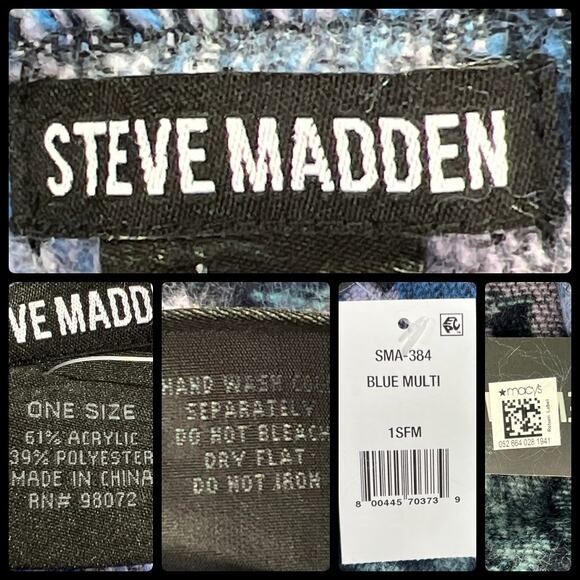 STEVE MADDEN
VE MADD
ONE SIZE
61% ACRYLIC
39% POLYESTER
MADE IN CHINA
RN# 98072
HAND WASH COLD
SEPARATELY
DO NOT BLEACH
DRY FLAT
DO NOT IRON
SMA-384
BLUE MULTI
1SFM
8 00445 70373 9
★macy's
Return Label
052 664 028 1941